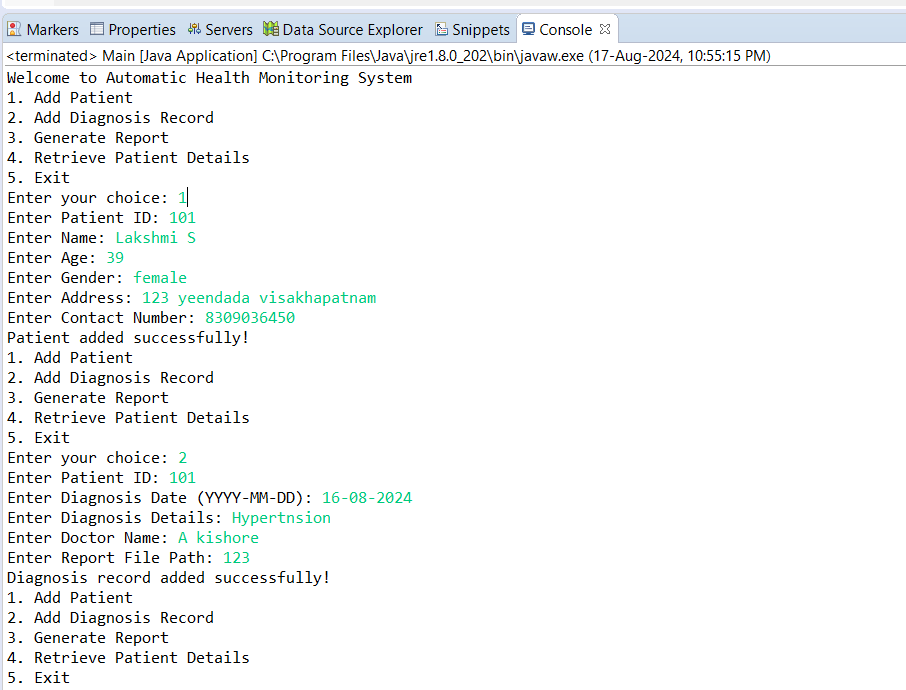 Markers Properties Servers Data Source Explorer Snippets Console
<terminated> Main [Java Application] C:\Program Files\Java\jre1.8.0_202\bin\javaw.exe (17-Aug-2024, 10:55:15 PM)
Welcome to Automatic Health Monitoring System
1. Add Patient
2. Add Diagnosis Record
3. Generate Report
4. Retrieve Patient Details
5. Exit
Enter your choice: 1
Enter Patient ID: 101
Enter Name: Lakshmi S
Enter Age: 39
Enter Gender: female
Enter Address: 123 yeendada visakhapatnam
Enter Contact Number: 8309036450
Patient added successfully!
1. Add Patient
2. Add Diagnosis Record
3. Generate Report
4. Retrieve Patient Details
5. Exit
Enter your choice: 2
Enter Patient ID: 101
Enter Diagnosis Date (YYYY-MM-DD): 16-08-2024
Enter Diagnosis Details: Hypertnsion
Enter Doctor Name: A kishore
Enter Report File Path: 123
Diagnosis record added successfully!
1. Add Patient
2. Add Diagnosis Record
3. Generate Report
4. Retrieve Patient Details
5. Exit